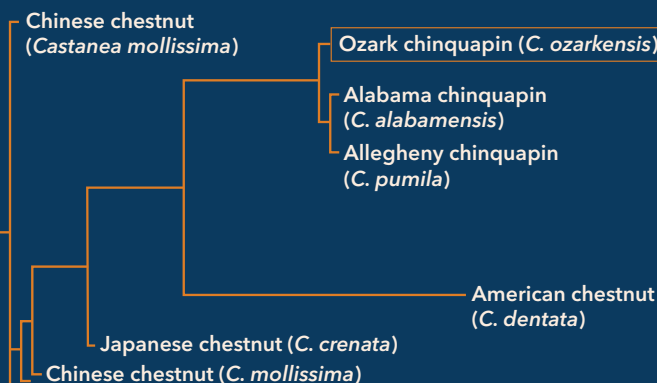 Chinese chestnut
(Castanea mollissima)
Ozark chinquapin (C. ozarkensis)
Alabama chinquapin
(C. alabamensis)
Allegheny chinquapin
(C. pumila)
American chestnut
(C. dentata)
Japanese chestnut (C. crenata)
Chinese chestnut (C. mollissima)